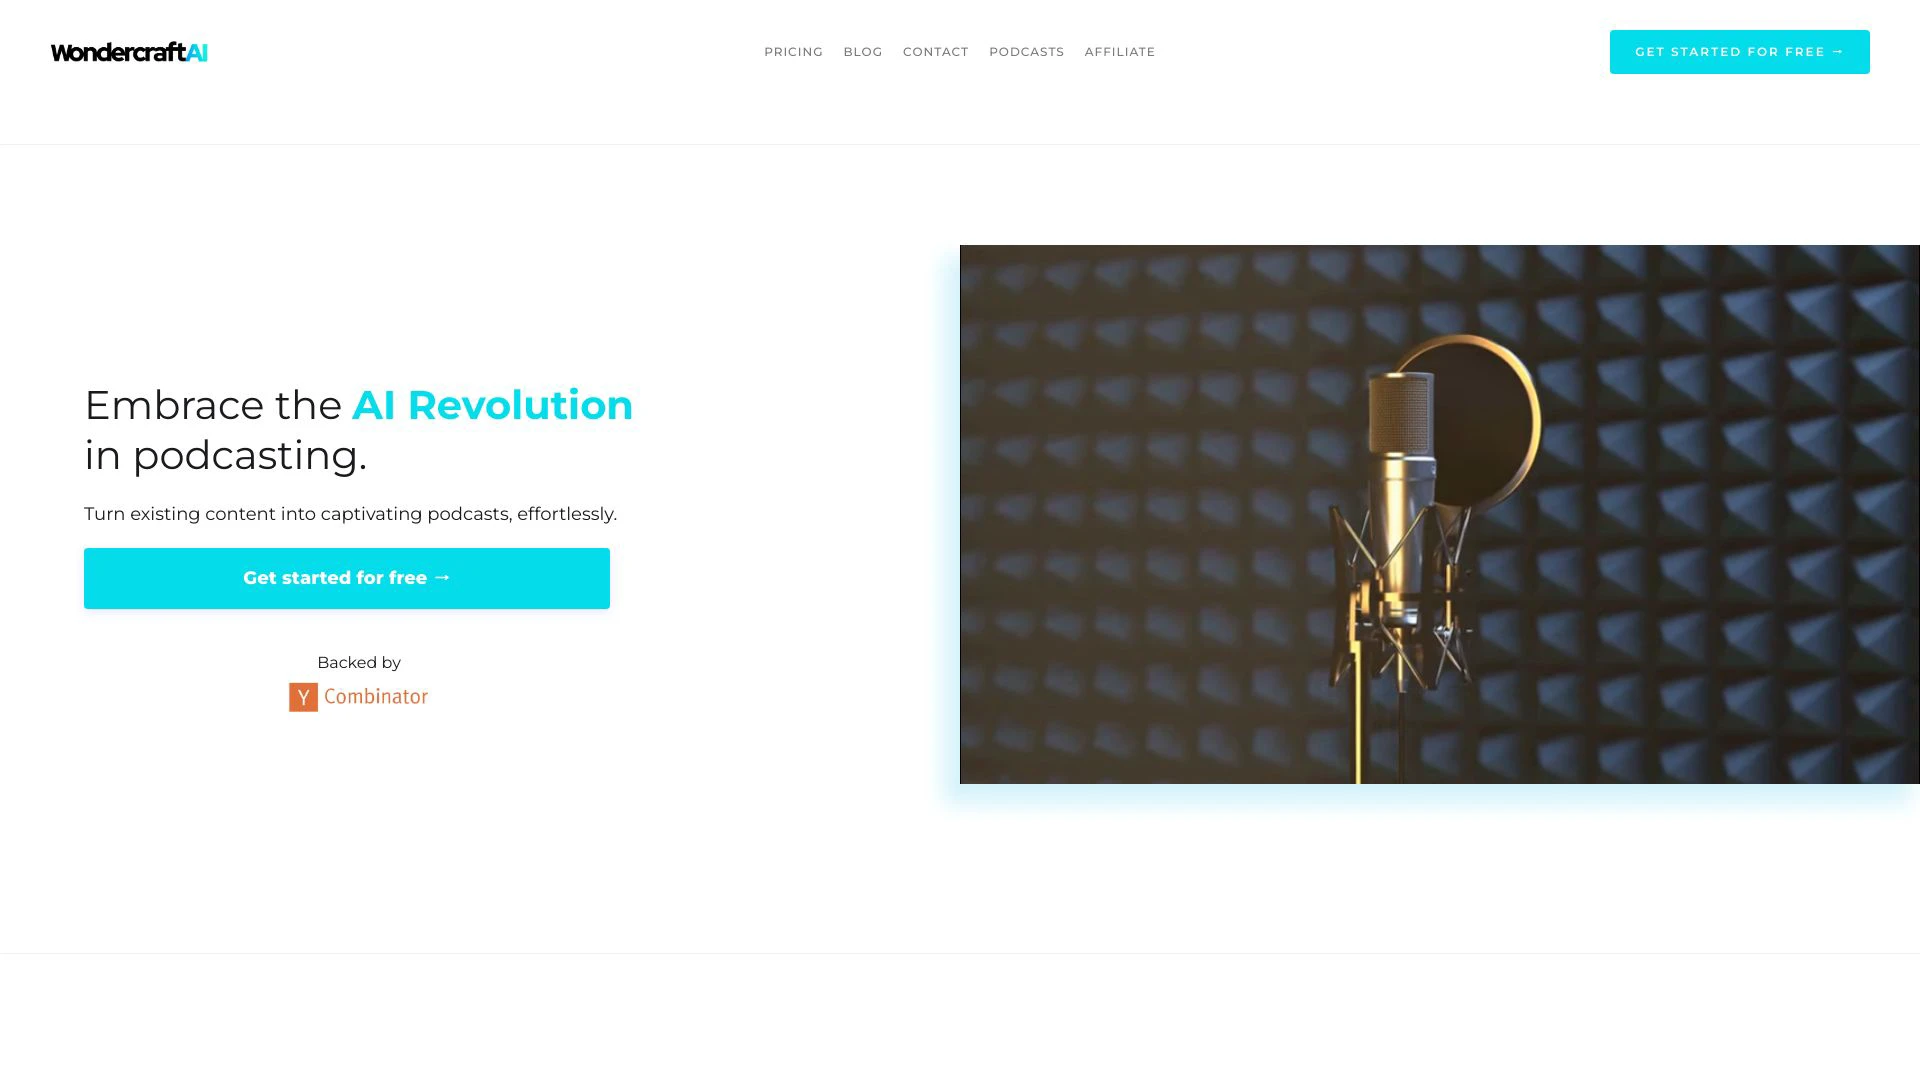 WondercraftAI
PRICING
BLOG
CONTACT
PODCASTS
AFFILIATE
GET STARTED FOR FREE →
Embrace the AI Revolution
in podcasting.
Turn existing content into captivating podcasts, effortlessly.
Get started for free →
Backed by
Y Combinator